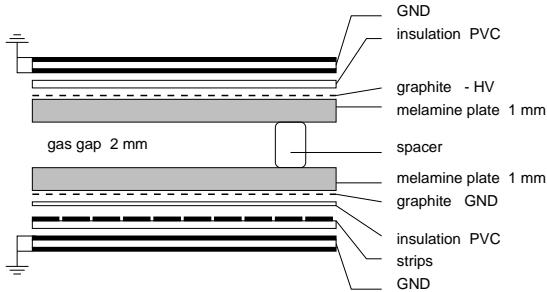 GND
insulation PVC
graphite - HV
melamine plate 1 mm
gas gap 2 mm
spacer
melamine plate 1 mm
graphite GND
insulation PVC
strips
GND